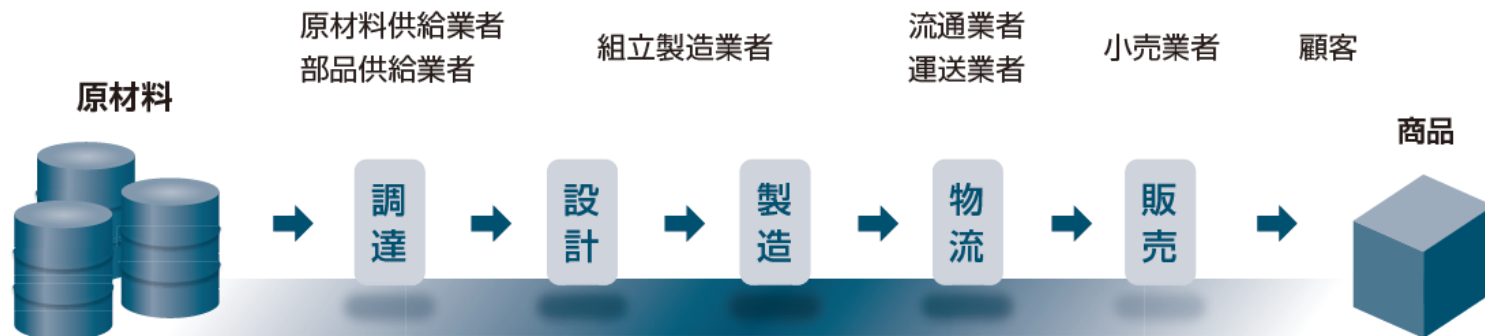 原材料供給業者
部品供給業者
組立製造業者
流通業者
運送業者
小売業者
顧客
原材料
商品
調達
設計
製造
物流
販売